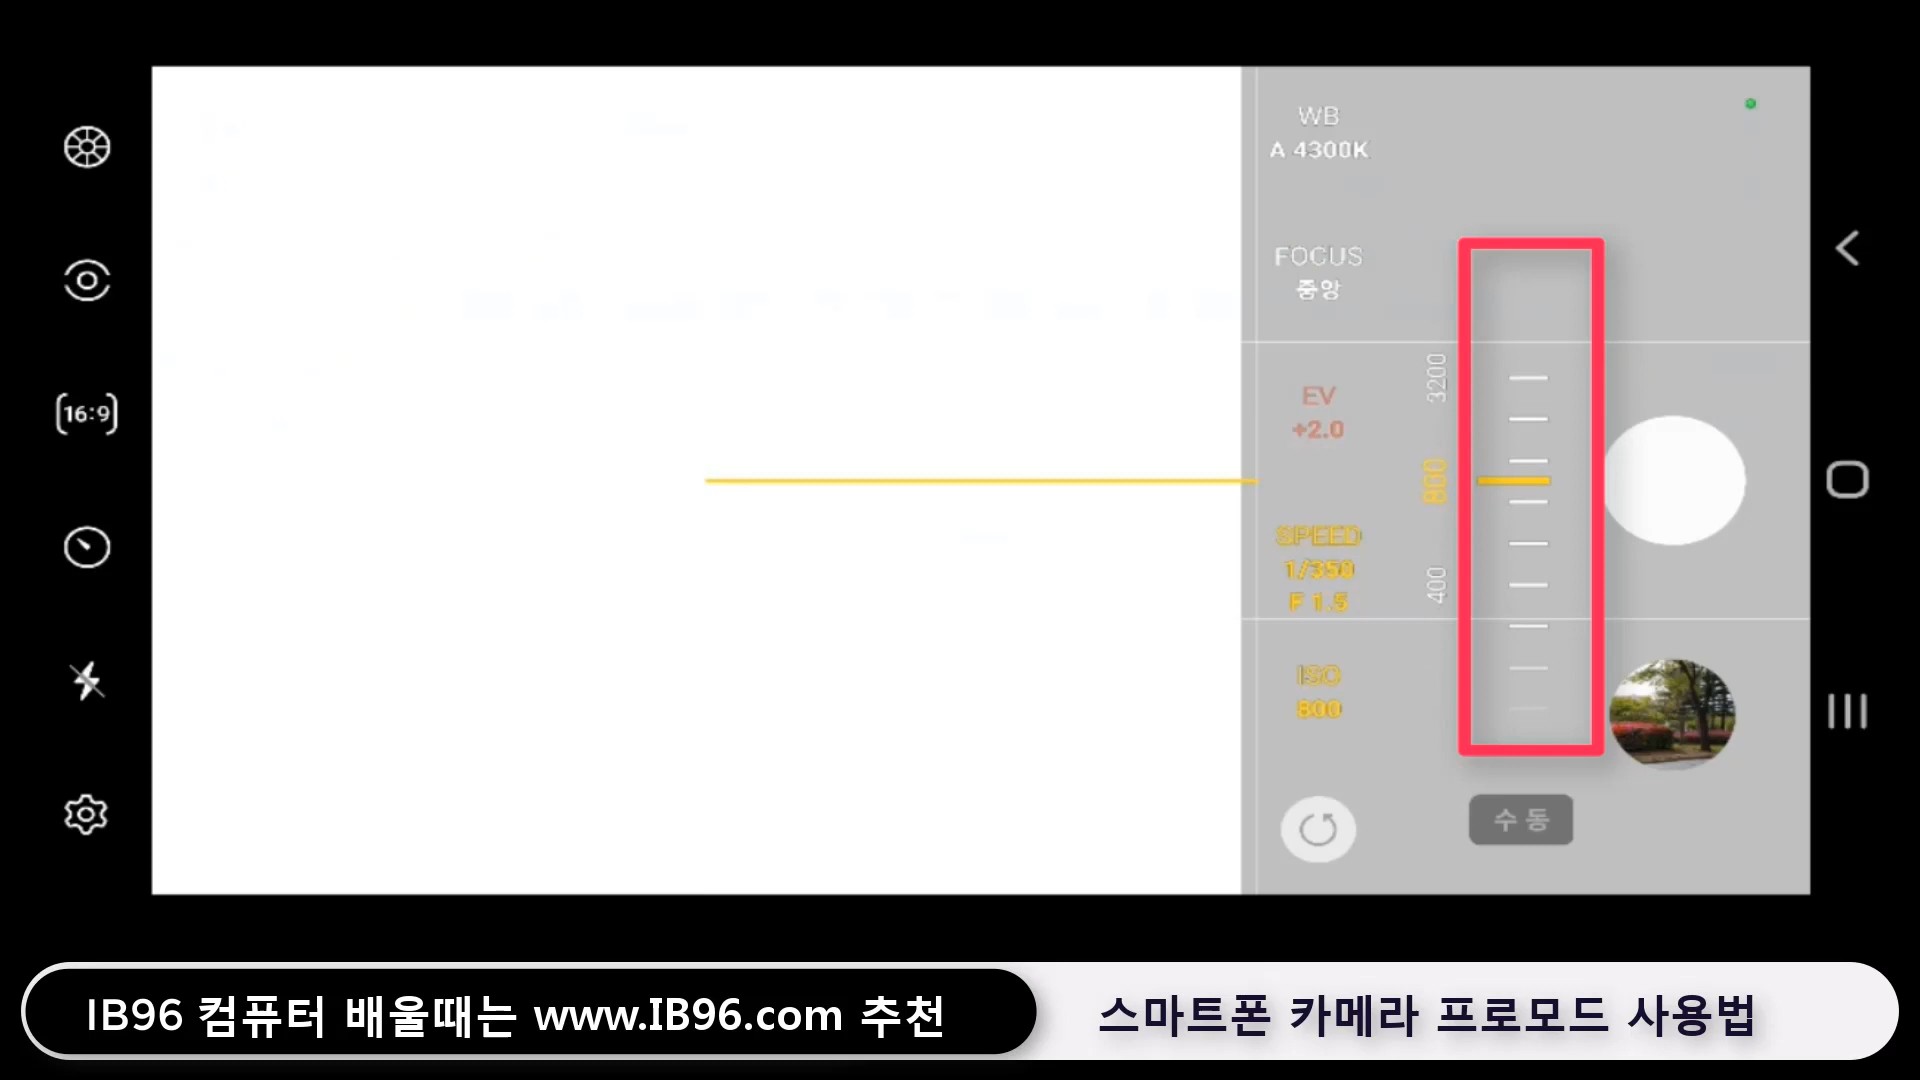 16:9
WB
A 4300K
FOCUS
중앙
EV
+2.0
SPEED
1/350
F 1.5
ISO
800
3200
800
400
수동
IB96 컴퓨터 배울때는 www.IB96.com 추천
스마트폰 카메라 프로모드 사용법